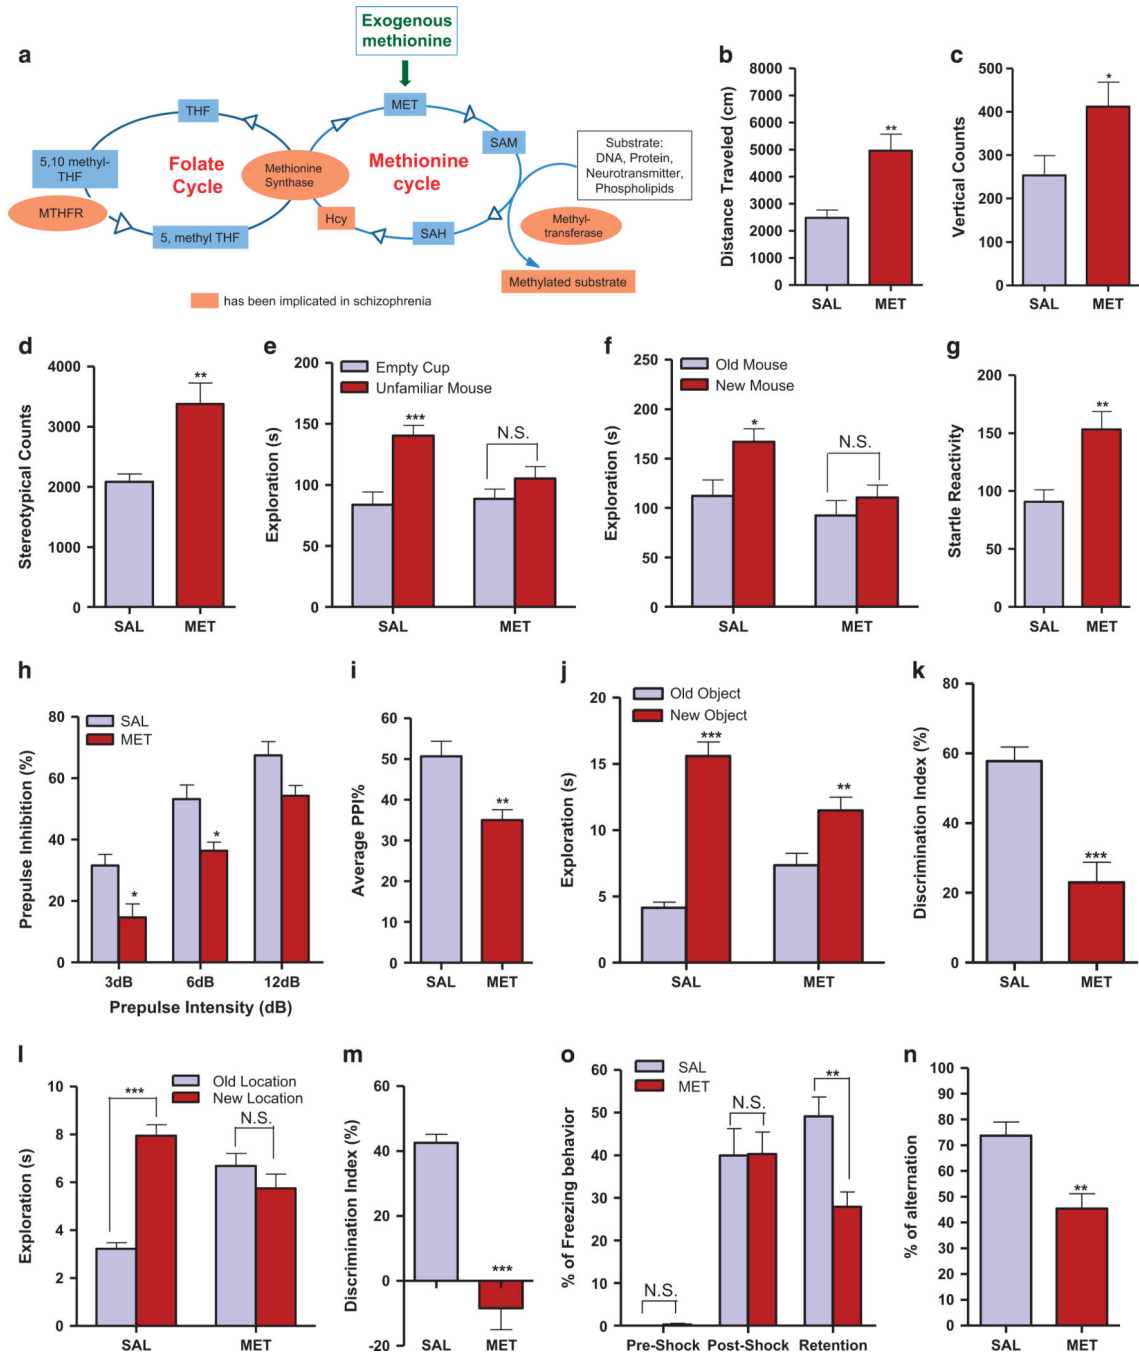 a
Exogenous
methionine
MET
THF
SAM
5,10 methyl-
THF
Folate
Cycle
Methionine
Synthase
Methionine
cycle
Substrate:
DNA, Protein,
Neurotransmitter,
Phospholipids
MTHFR
Hcy
5, methyl THF
SAH
Methyl-
transferase
Methylated substrate
has been implicated in schizophrenia
b
Distance Traveled (cm)
8000
7000
6000
5000
4000
3000
2000
1000
0
**
SAL MET
c
Vertical Counts
500
400
300
200
100
0
*
SAL MET
d
Stereotypical Counts
4000
3000
2000
1000
0
**
SAL MET
e
Empty Cup
Unfamiliar Mouse
Exploration (s)
200
150
100
50
0
***
N.S.
SAL MET
f
Old Mouse
New Mouse
Exploration (s)
250
200
150
100
50
0
*
N.S.
SAL MET
g
Startle Reactivity
200
150
100
50
0
**
SAL MET
h
SAL
MET
Prepulse Inhibition (%)
80
60
40
20
0
*
*
3dB 6dB 12dB
Prepulse Intensity (dB)
i
Average PPI%
60
50
40
30
20
10
0
**
SAL MET
j
Old Object
New Object
Exploration (s)
20
15
10
5
0
***
**
SAL MET
k
Discrimination Index (%)
80
60
40
20
0
***
SAL MET
l
Old Location
New Location
Exploration (s)
10
8
6
4
2
0
***
N.S.
SAL MET
m
Discrimination Index (%)
60
40
20
0
-20
***
SAL MET
o
SAL
MET
% of Freezing behavior
60
50
40
30
20
10
0
N.S.
N.S.
**
Pre-Shock Post-Shock Retention
n
% of alternation
100
90
80
70
60
50
40
30
20
10
0
**
SAL MET